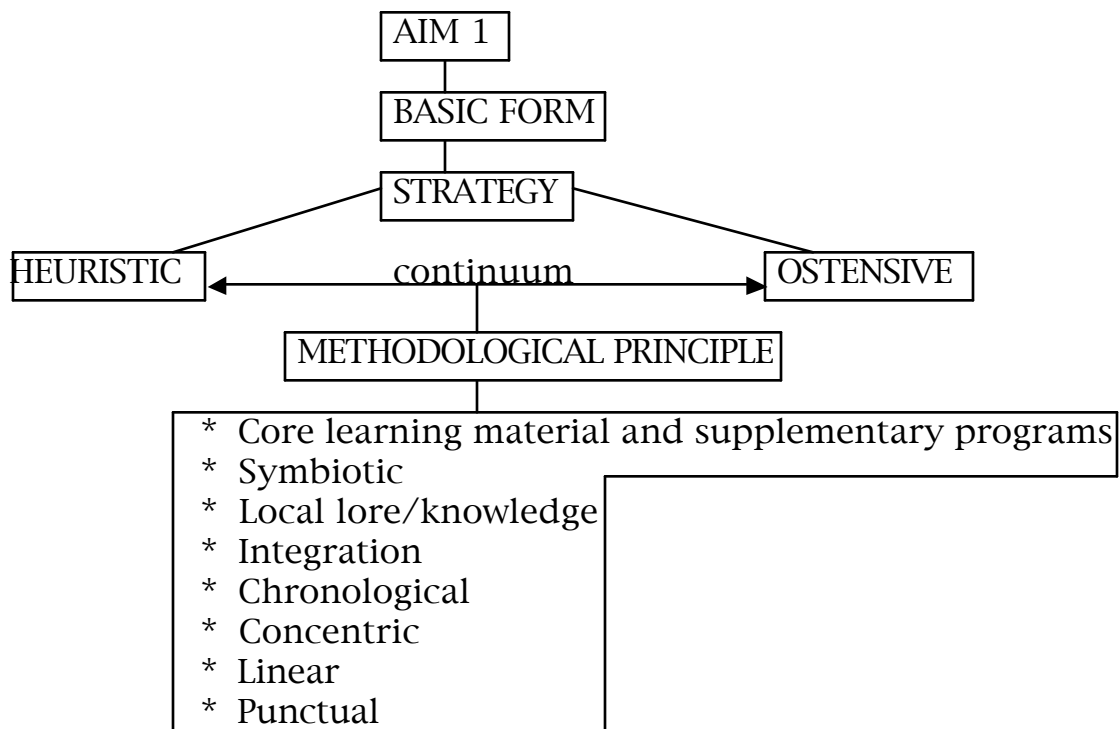 AIM 1
BASIC FORM
STRATEGY
HEURISTIC
continuum
OSTENSIVE
METHODOLOGICAL PRINCIPLE
* Core learning material and supplementary programs
* Symbiotic
* Local lore/knowledge
* Integration
* Chronological
* Concentric
* Linear
* Punctual